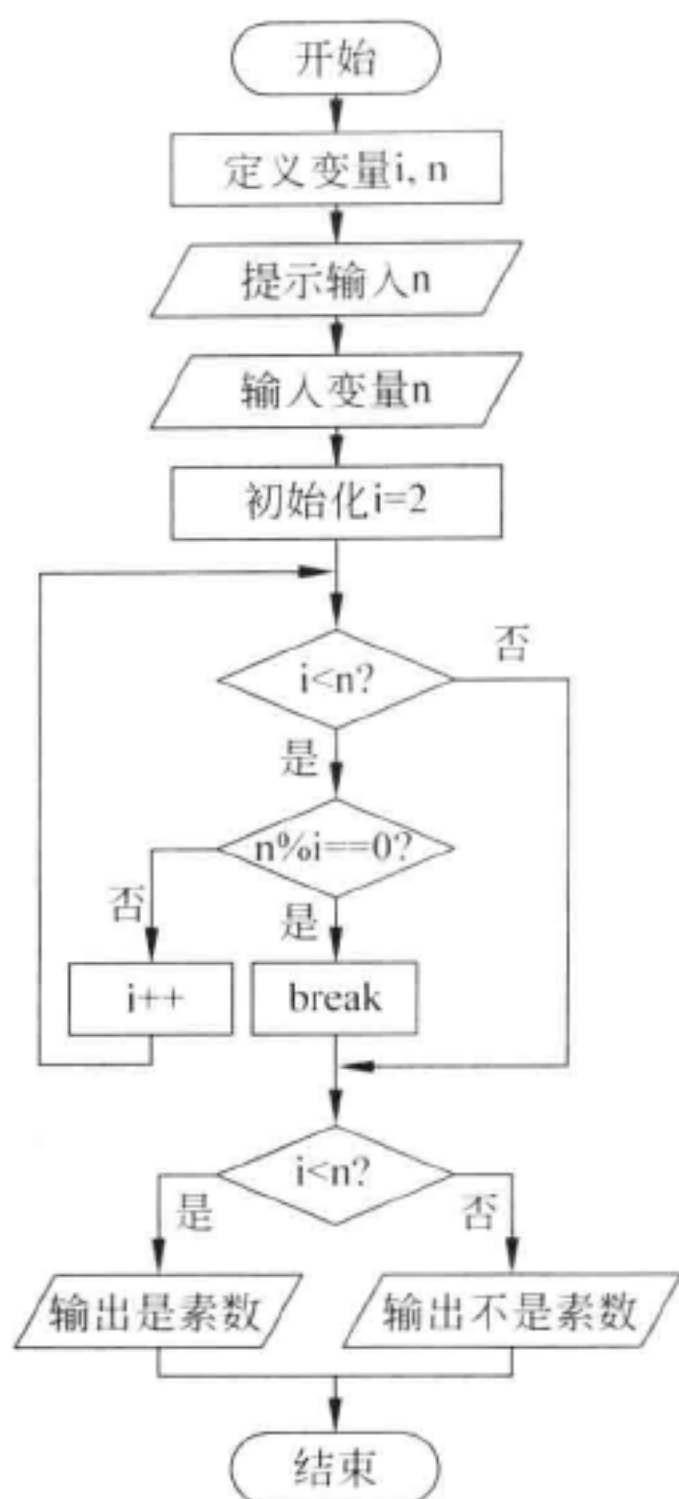 开始
定义变量i, n
提示输入n
输入变量n
初始化i=2
i<n?
否
是
n%i==0?
否
是
i++
break
i<n?
是
否
输出是素数
输出不是素数
结束